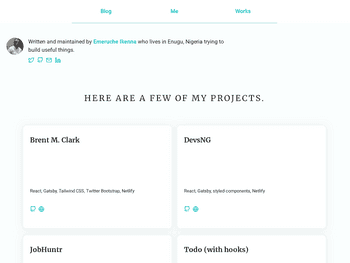 Blog
Me
Works
Written and maintained by Emeruche Ikenna who lives in Enugu, Nigeria trying to
build useful things.
HERE ARE A FEW OF MY PROJECTS.
Brent M. Clark
DevsNG
React, Gatsby, Tailwind CSS, Twitter Bootstrap, Netlify
React, Gatsby, styled components, Netlify
JobHuntr
Todo (with hooks)